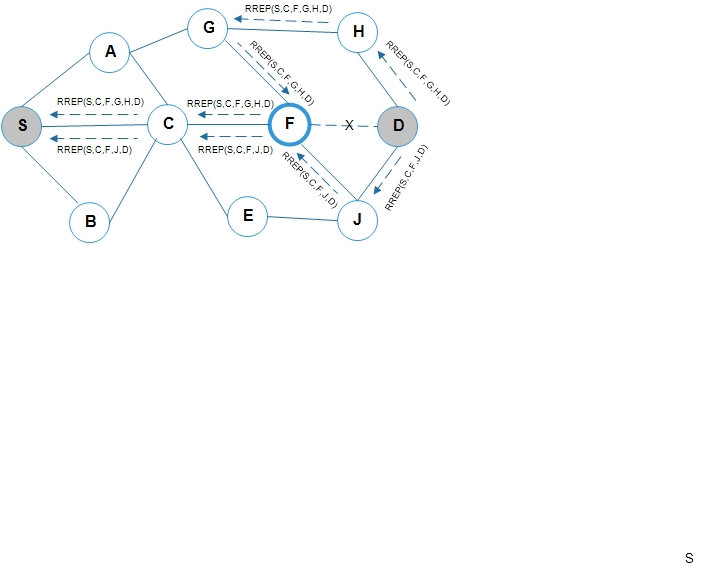 RREP(S,C,F,G,H,D)
G
H
A
RREP(S,C,F,G,H,D)
RREP(S,C,F,G,H,D)
RREP(S,C,F,G,H,D)
RREP(S,C,F,G,H,D)
S
C
F
X
D
RREP(S,C,F,J,D)
RREP(S,C,F,J,D)
RREP(S,C,F,J,D)
RREP(S,C,F,J,D)
B
E
J
S